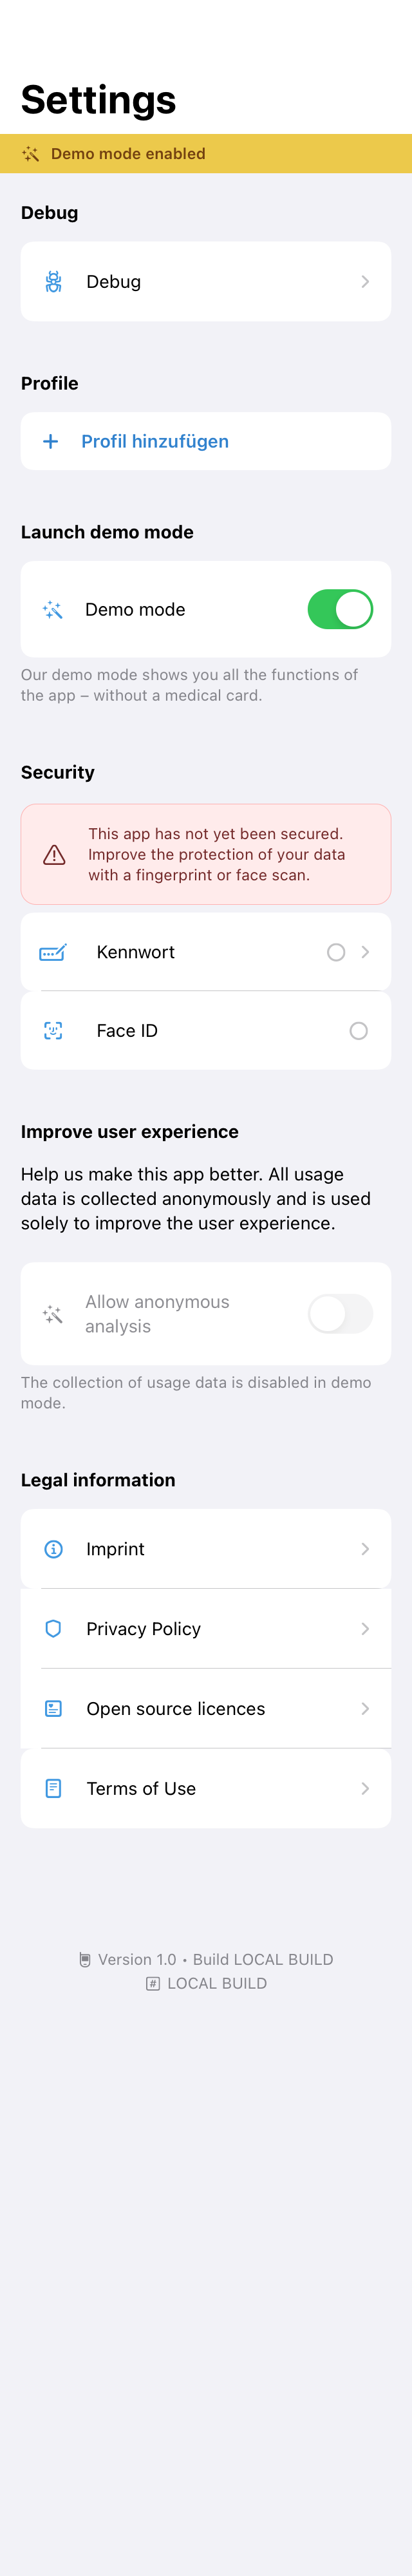 Settings
Demo mode enabled
Debug
Debug
Profile
Profil hinzufügen
Launch demo mode
Demo mode
Our demo mode shows you all the functions of
the app – without a medical card.
Security
This app has not yet been secured.
Improve the protection of your data
with a fingerprint or face scan.
Kennwort
Face ID
Improve user experience
Help us make this app better. All usage
data is collected anonymously and is used
solely to improve the user experience.
Allow anonymous
analysis
The collection of usage data is disabled in demo
mode.
Legal information
Imprint
Privacy Policy
Open source licences
Terms of Use
Version 1.0 • Build LOCAL BUILD
# LOCAL BUILD